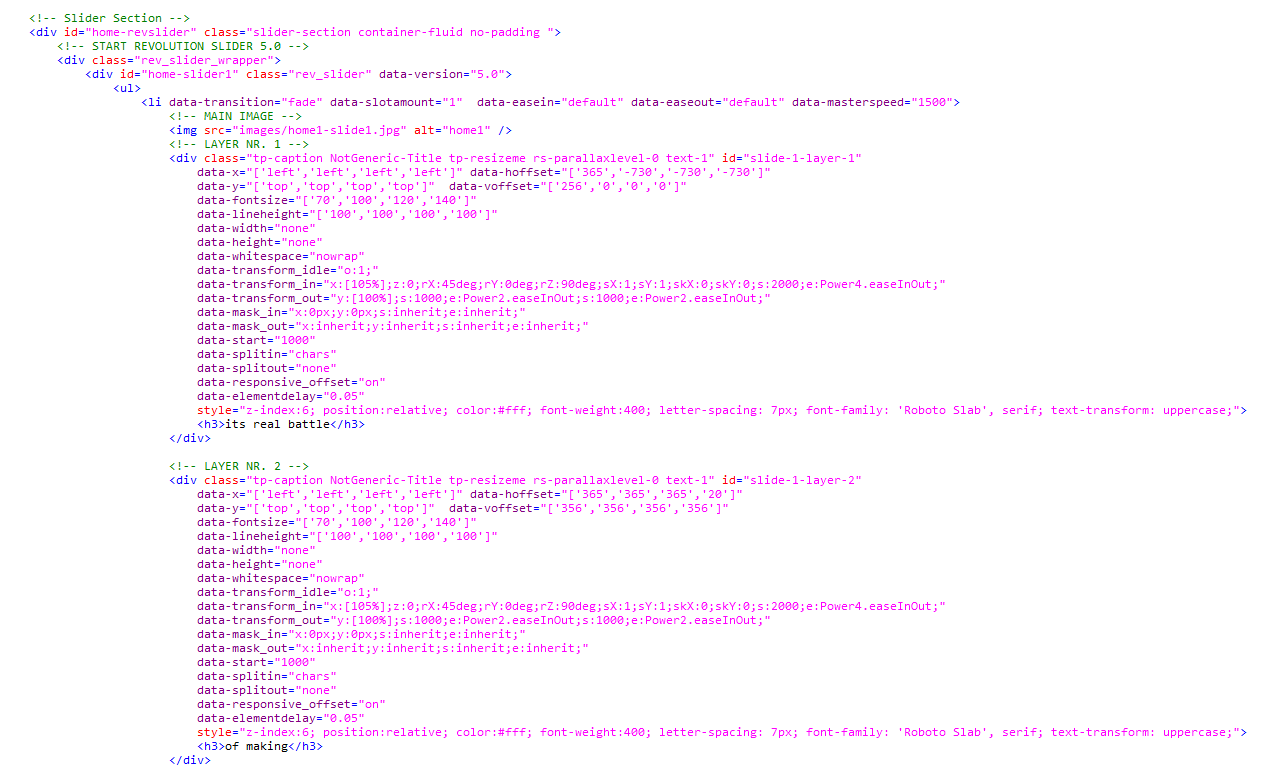 <!-- Slider Section -->
<div id="home-revslider" class="slider-section container-fluid no-padding ">
<!-- START REVOLUTION SLIDER 5.0 -->
<div class="rev_slider_wrapper">
<div id="home-slider1" class="rev_slider" data-version="5.0">
<ul>
<li data-transition="fade" data-slotamount="1"  data-easein="default" data-easeout="default" data-masterspeed="1500">
<!-- MAIN IMAGE -->
<img src="images/home1-slide1.jpg" alt="home1" />
<!-- LAYER NR. 1 -->
<div class="tp-caption NotGeneric-Title tp-resizeme rs-parallaxlevel-0 text-1" id="slide-1-layer-1"
data-x="['left','left','left','left']" data-hoffset="['365','-730','-730','-730']"
data-y="['top','top','top','top']"  data-voffset="['256','0','0','0']"
data-fontsize="['70','100','120','140']"
data-lineheight="['100','100','100','100']"
data-width="none"
data-height="none"
data-whitespace="nowrap"
data-transform_idle="o:1;"
data-transform_in="x:[105%];z:0;rX:45deg;rY:0deg;rZ:90deg;sX:1;sY:1;skX:0;skY:0;s:2000;e:Power4.easeInOut;"
data-transform_out="y:[100%];s:1000;e:Power2.easeInOut;s:1000;e:Power2.easeInOut;"
data-mask_in="x:0px;y:0px;s:inherit;e:inherit;"
data-mask_out="x:inherit;y:inherit;s:inherit;e:inherit;"
data-start="1000"
data-splitin="chars"
data-splitout="none"
data-responsive_offset="on"
data-elementdelay="0.05"
style="z-index:6; position:relative; color:#fff; font-weight:400; letter-spacing: 7px; font-family: 'Roboto Slab', serif; text-transform: uppercase;">
<h3>its real battle</h3>
</div>
<!-- LAYER NR. 2 -->
<div class="tp-caption NotGeneric-Title tp-resizeme rs-parallaxlevel-0 text-1" id="slide-1-layer-2"
data-x="['left','left','left','left']" data-hoffset="['365','365','365','20']"
data-y="['top','top','top','top']"  data-voffset="['356','356','356','356']"
data-fontsize="['70','100','120','140']"
data-lineheight="['100','100','100','100']"
data-width="none"
data-height="none"
data-whitespace="nowrap"
data-transform_idle="o:1;"
data-transform_in="x:[105%];z:0;rX:45deg;rY:0deg;rZ:90deg;sX:1;sY:1;skX:0;skY:0;s:2000;e:Power4.easeInOut;"
data-transform_out="y:[100%];s:1000;e:Power2.easeInOut;s:1000;e:Power2.easeInOut;"
data-mask_in="x:0px;y:0px;s:inherit;e:inherit;"
data-mask_out="x:inherit;y:inherit;s:inherit;e:inherit;"
data-start="1000"
data-splitin="chars"
data-splitout="none"
data-responsive_offset="on"
data-elementdelay="0.05"
style="z-index:6; position:relative; color:#fff; font-weight:400; letter-spacing: 7px; font-family: 'Roboto Slab', serif; text-transform: uppercase;">
<h3>of making</h3>
</div>